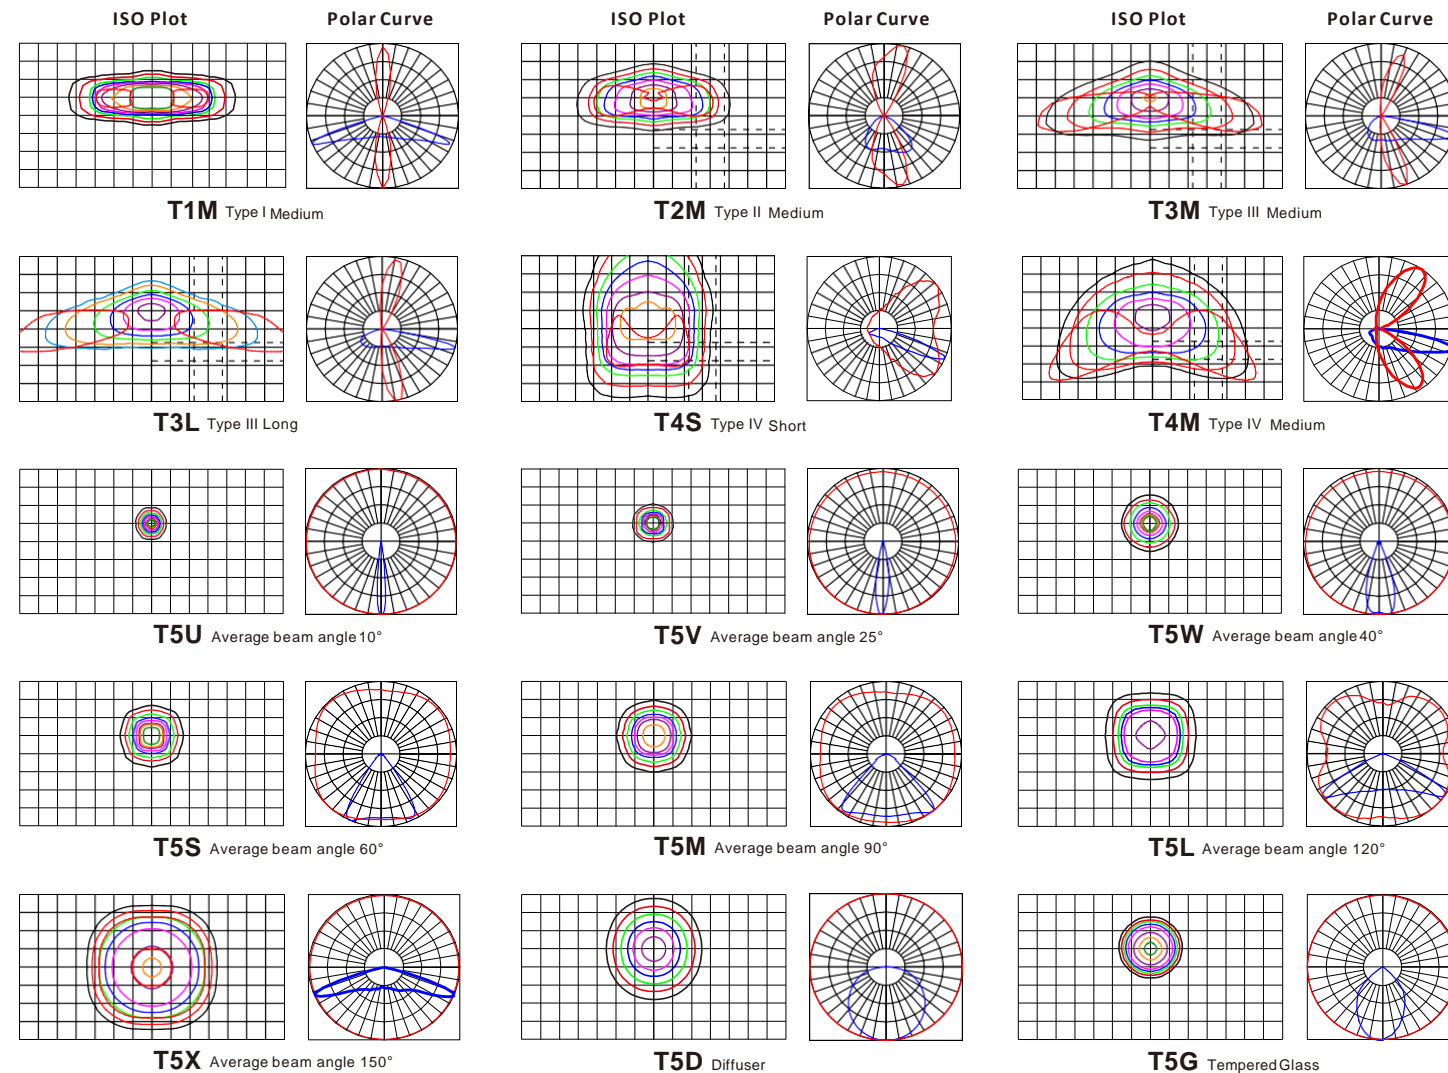 ISO Plot Polar Curve ISO Plot Polar Curve ISO Plot Polar Curve
T1M Type I Medium T2M Type II Medium T3M Type III Medium
T3L Type III Long T4S Type IV Short T4M Type IV Medium
T5U Average beam angle 10° T5V Average beam angle 25° T5W Average beam angle 40°
T5S Average beam angle 60° T5M Average beam angle 90° T5L Average beam angle 120°
T5X Average beam angle 150° T5D Diffuser T5G Tempered Glass